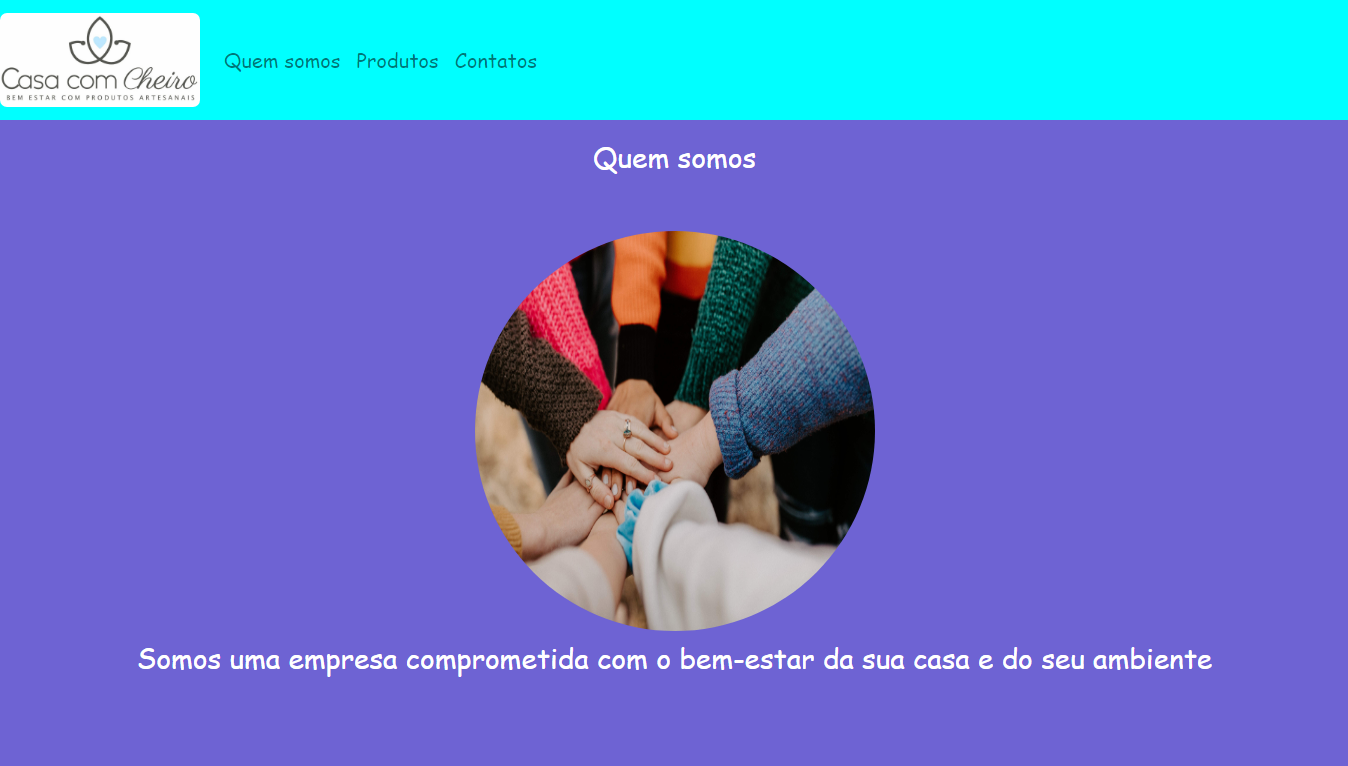 Casa com Cheiro
BEM ESTAR COM PRODUTOS ARTESANAIS
Quem somos Produtos Contatos
Quem somos
Somos uma empresa comprometida com o bem-estar da sua casa e do seu ambiente